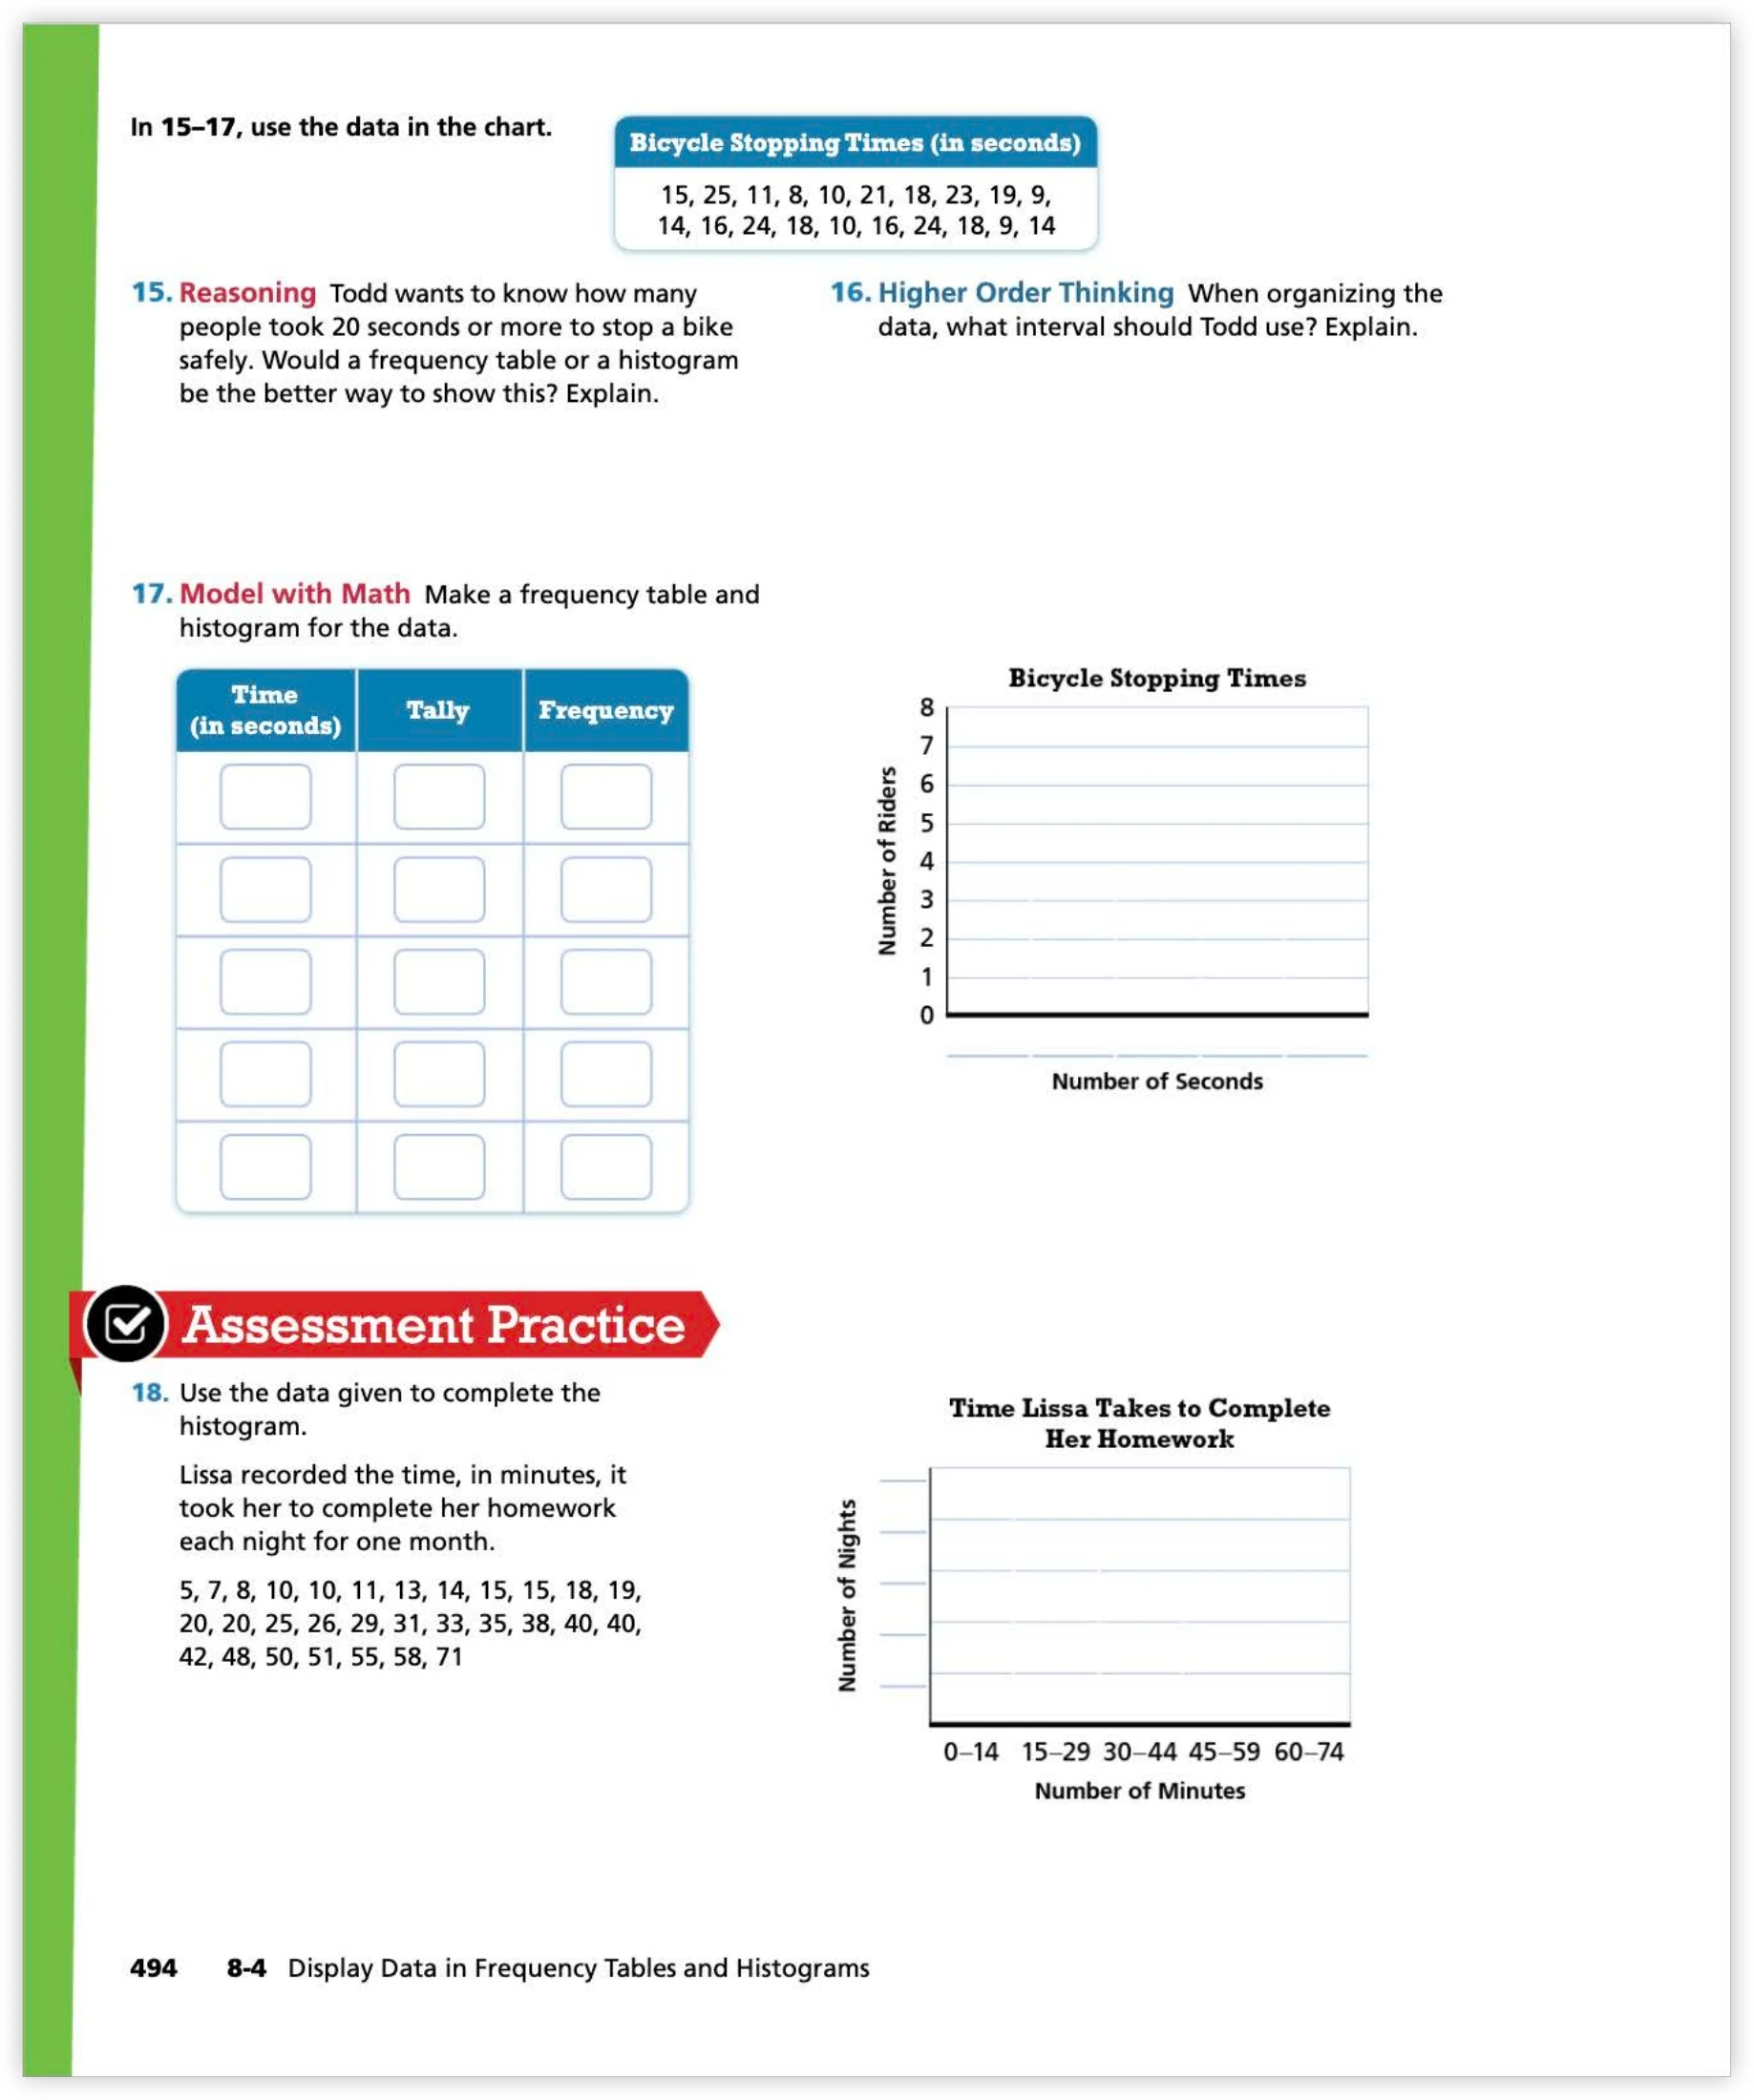 In 15–17, use the data in the chart.
Bicycle Stopping Times (in seconds)
15, 25, 11, 8, 10, 21, 18, 23, 19, 9,
14, 16, 24, 18, 10, 16, 24, 18, 9, 14
15. Reasoning Todd wants to know how many
people took 20 seconds or more to stop a bike
safely. Would a frequency table or a histogram
be the better way to show this? Explain.
16. Higher Order Thinking When organizing the
data, what interval should Todd use? Explain.
17. Model with Math Make a frequency table and
histogram for the data.
Time
(in seconds)
Tally
Frequency
Bicycle Stopping Times
Number of Riders
8
7
6
5
4
3
2
1
0
Number of Seconds
Assessment Practice
18. Use the data given to complete the
histogram.
Lissa recorded the time, in minutes, it
took her to complete her homework
each night for one month.
5, 7, 8, 10, 10, 11, 13, 14, 15, 15, 18, 19,
20, 20, 25, 26, 29, 31, 33, 35, 38, 40, 40,
42, 48, 50, 51, 55, 58, 71
Time Lissa Takes to Complete
Her Homework
Number of Nights
0–14 15–29 30–44 45–59 60–74
Number of Minutes
494 8-4 Display Data in Frequency Tables and Histograms